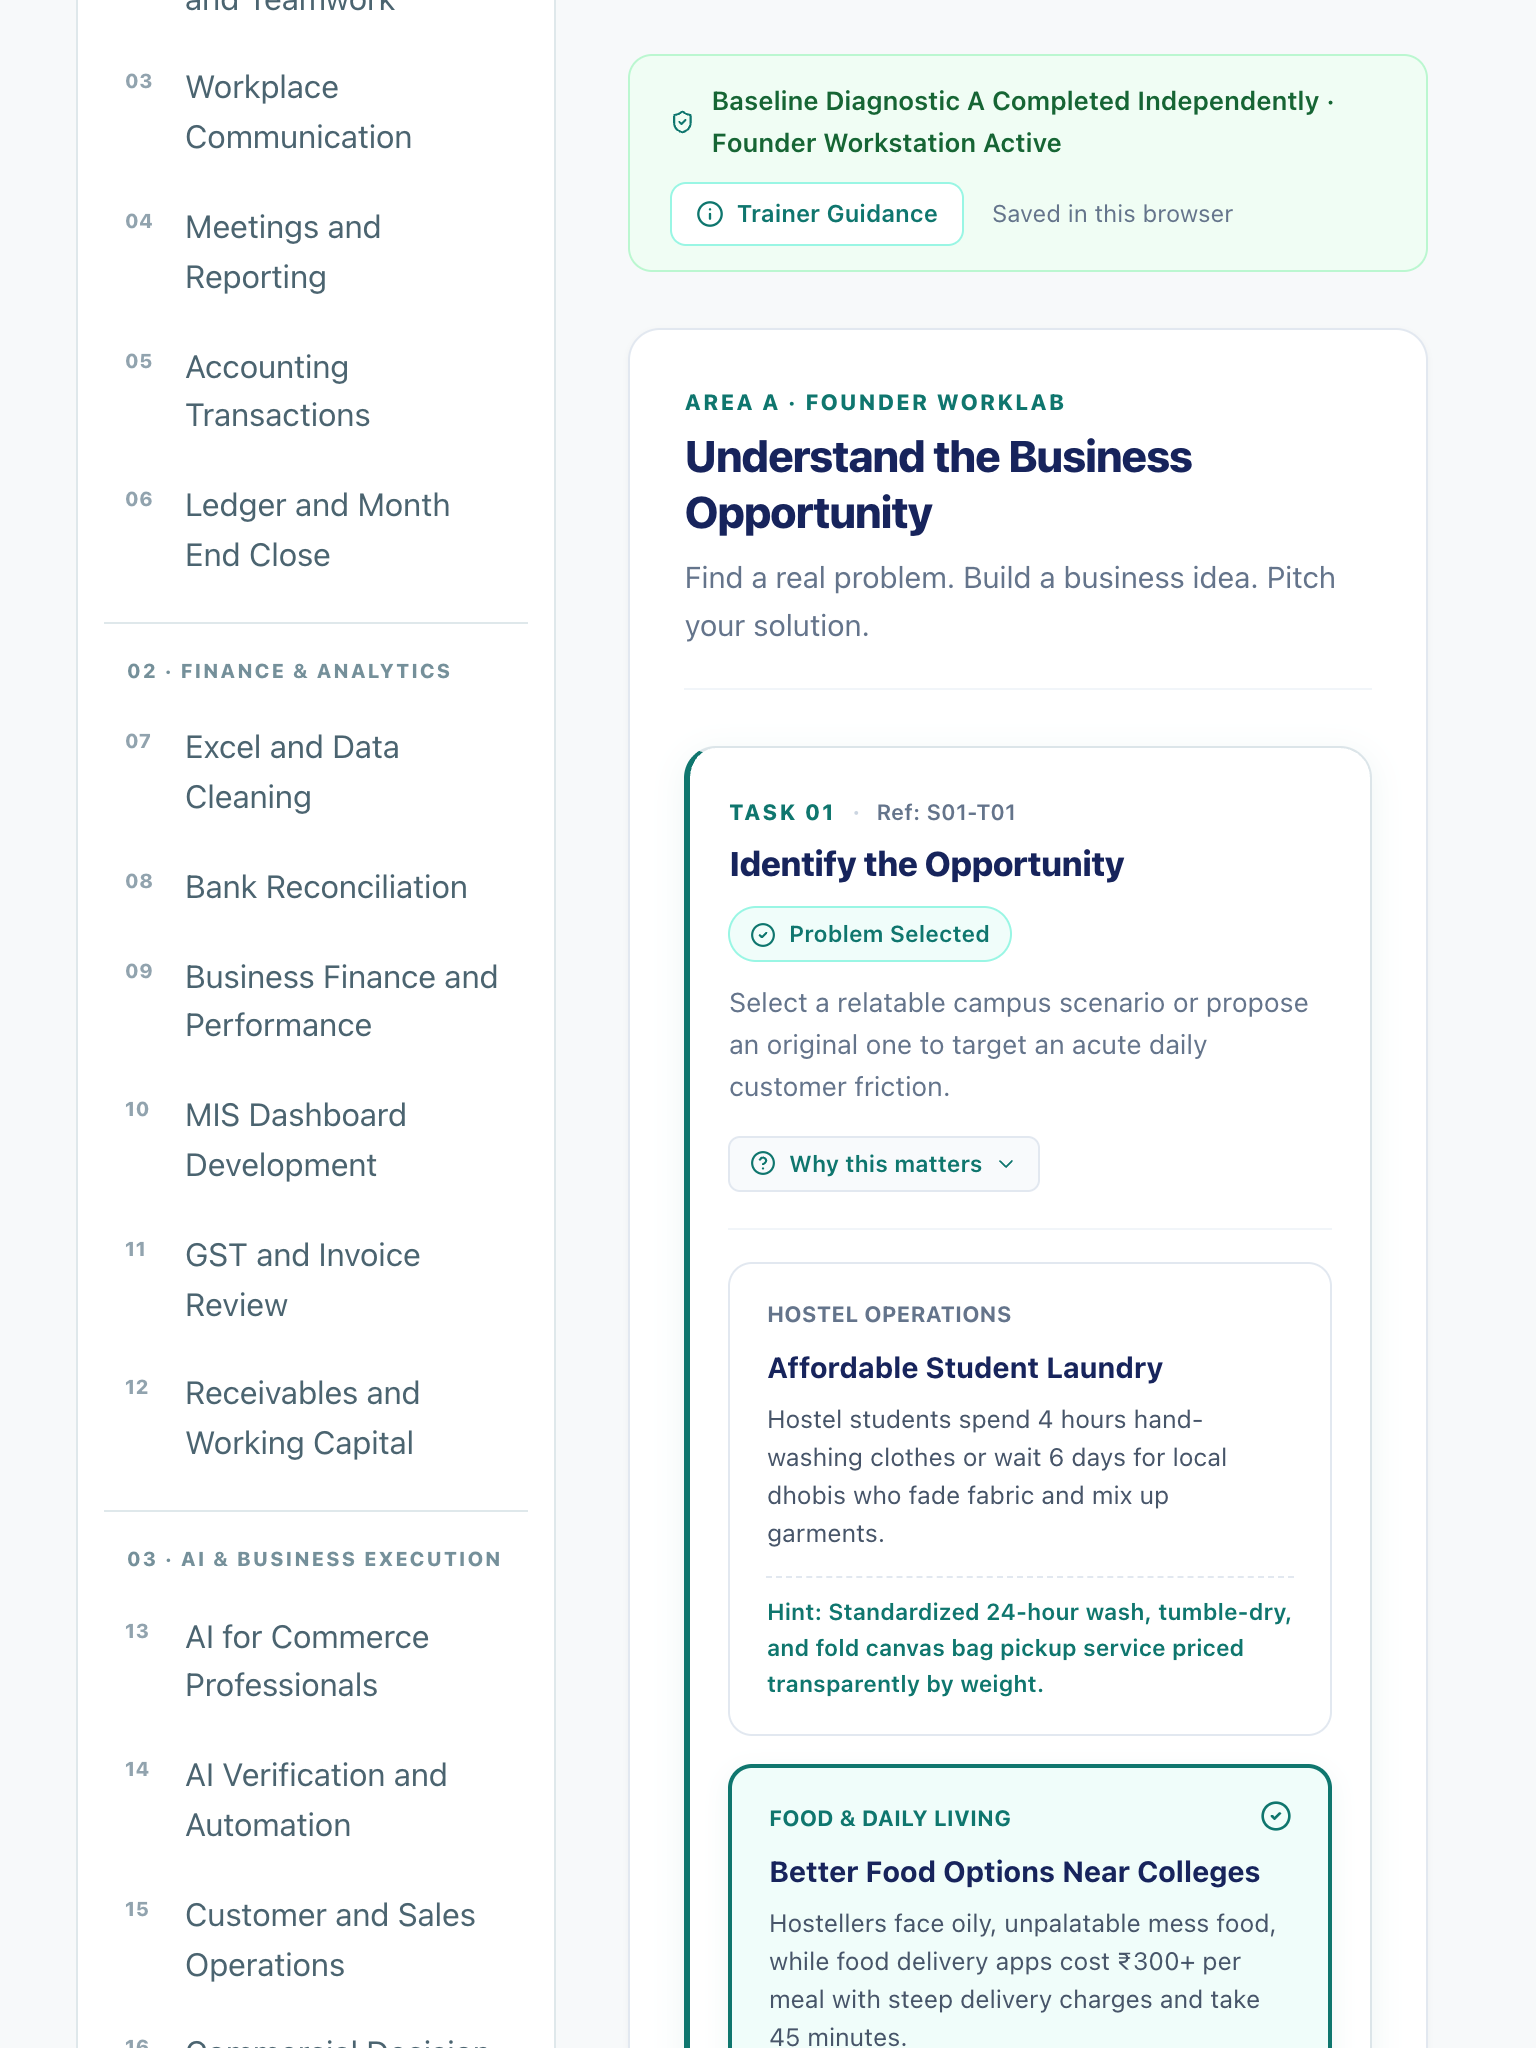 and Teamwork
03 Workplace
Communication
04 Meetings and
Reporting
05 Accounting
Transactions
06 Ledger and Month
End Close
02 · FINANCE & ANALYTICS
07 Excel and Data
Cleaning
08 Bank Reconciliation
09 Business Finance and
Performance
10 MIS Dashboard
Development
11 GST and Invoice
Review
12 Receivables and
Working Capital
03 · AI & BUSINESS EXECUTION
13 AI for Commerce
Professionals
14 AI Verification and
Automation
15 Customer and Sales
Operations
16 Commercial Decision
Baseline Diagnostic A Completed Independently ·
Founder Workstation Active
Trainer Guidance
Saved in this browser
AREA A · FOUNDER WORKLAB
Understand the Business
Opportunity
Find a real problem. Build a business idea. Pitch
your solution.
TASK 01 · Ref: S01-T01
Identify the Opportunity
Problem Selected
Select a relatable campus scenario or propose
an original one to target an acute daily
customer friction.
Why this matters
HOSTEL OPERATIONS
Affordable Student Laundry
Hostel students spend 4 hours hand-
washing clothes or wait 6 days for local
dhobis who fade fabric and mix up
garments.
Hint: Standardized 24-hour wash, tumble-dry,
and fold canvas bag pickup service priced
transparently by weight.
FOOD & DAILY LIVING
Better Food Options Near Colleges
Hostellers face oily, unpalatable mess food,
while food delivery apps cost ₹300+ per
meal with steep delivery charges and take
45 minutes.